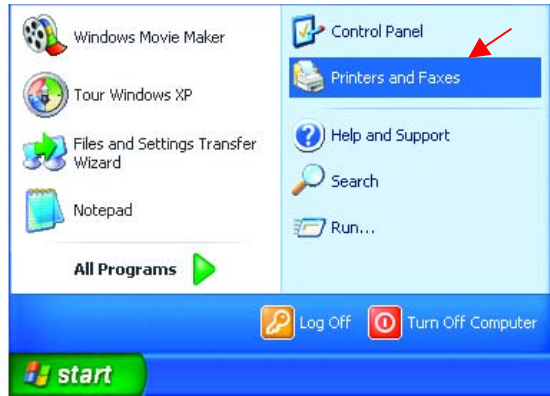 Windows Movie Maker
Tour Windows XP
Files and Settings Transfer
Wizard
Notepad
All Programs
Control Panel
Printers and Faxes
Help and Support
Search
Run...
Log Off
Turn Off Computer
start